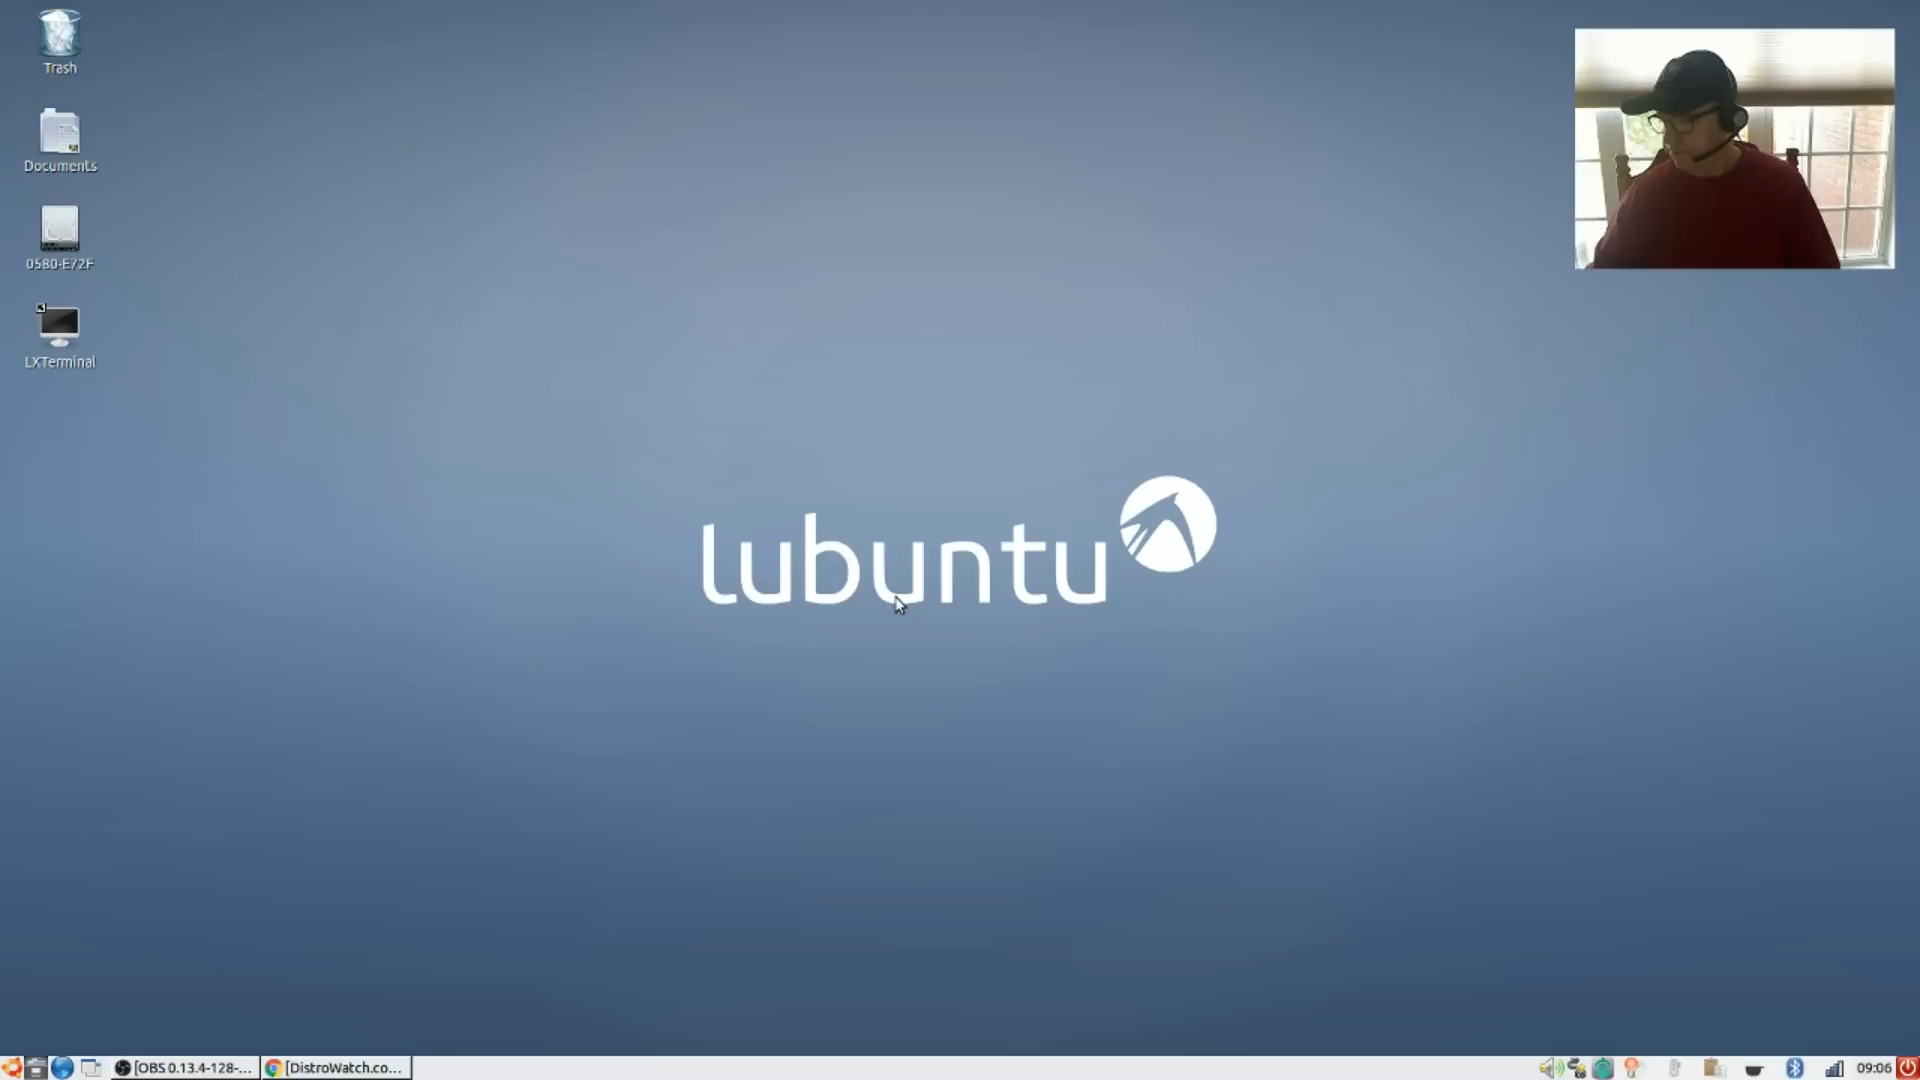 Trash
Documents
0580-E72F
LXTerminal
lubuntu
[OBS 0.13.4-128-...
[DistroWatch.co...
09:06